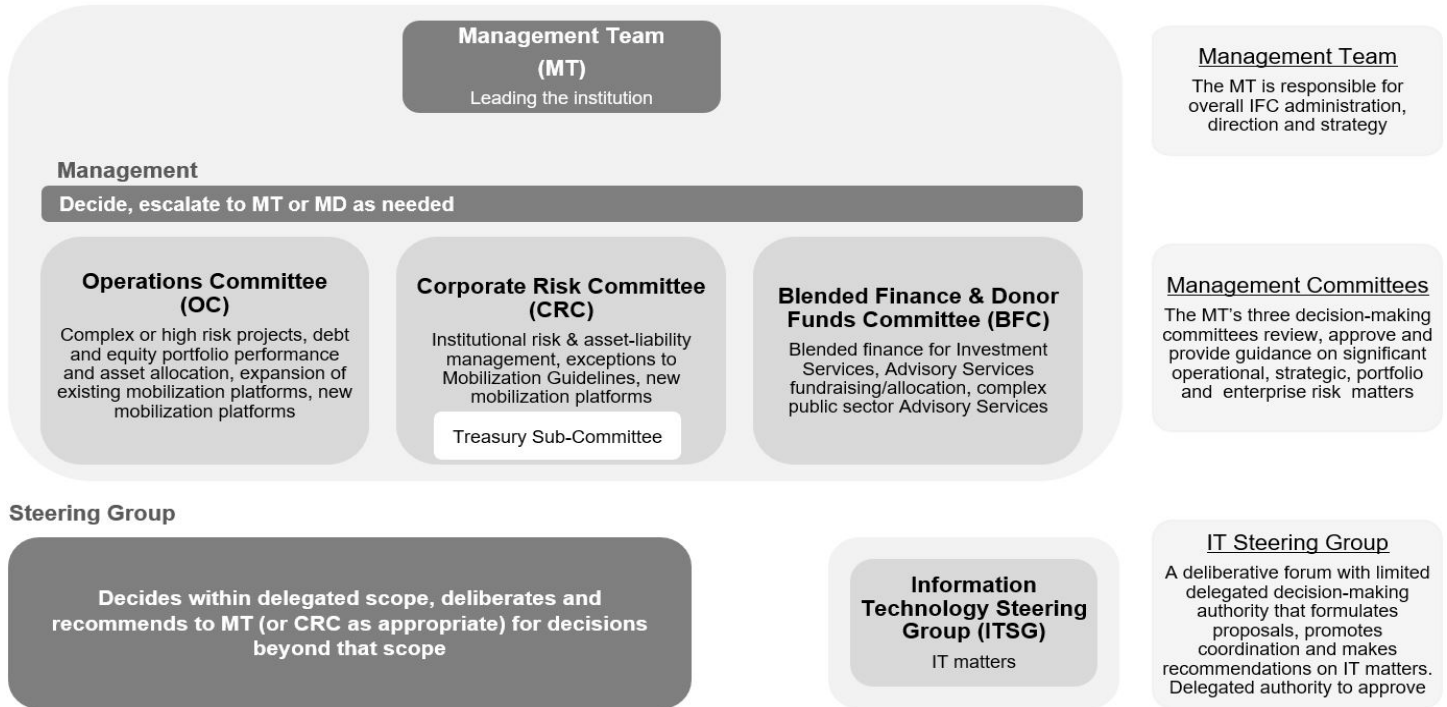 Management Team
(MT)
Leading the institution
Management Team
The MT is responsible for
overall IFC administration,
direction and strategy
Management
Decide, escalate to MT or MD as needed
Operations Committee
(OC)
Complex or high risk projects, debt
and equity portfolio performance
and asset allocation, expansion of
existing mobilization platforms, new
mobilization platforms
Corporate Risk Committee
(CRC)
Institutional risk & asset-liability
management, exceptions to
Mobilization Guidelines, new
mobilization platforms
Treasury Sub-Committee
Blended Finance & Donor
Funds Committee (BFC)
Blended finance for Investment
Services, Advisory Services
fundraising/allocation, complex
public sector Advisory Services
Management Committees
The MT's three decision-making
committees review, approve and
provide guidance on significant
operational, strategic, portfolio
and enterprise risk matters
Steering Group
Decides within delegated scope, deliberates and
recommends to MT (or CRC as appropriate) for decisions
beyond that scope
Information
Technology Steering
Group (ITSG)
IT matters
IT Steering Group
A deliberative forum with limited
delegated decision-making
authority that formulates
proposals, promotes
coordination and makes
recommendations on IT matters.
Delegated authority to approve